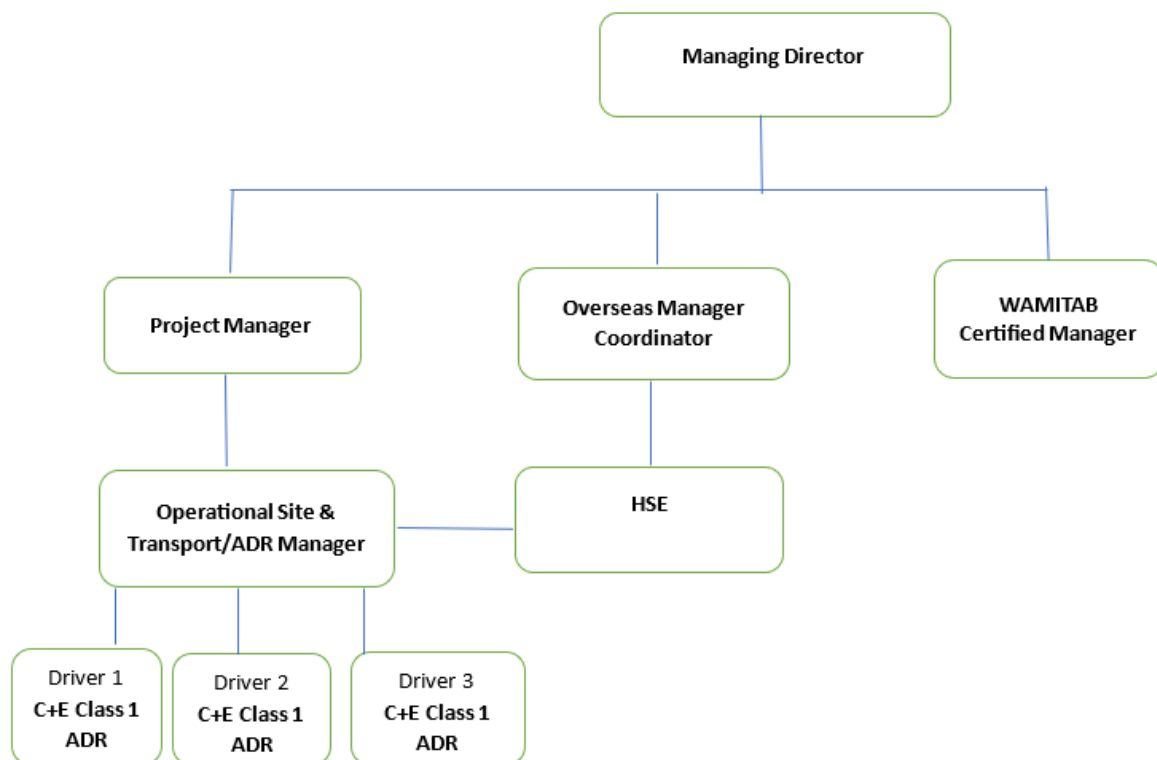 Managing Director
Project Manager
Overseas Manager
Coordinator
WAMITAB
Certified Manager
Operational Site &
Transport/ADR Manager
HSE
Driver 1
C+E Class 1
ADR
Driver 2
C+E Class 1
ADR
Driver 3
C+E Class 1
ADR